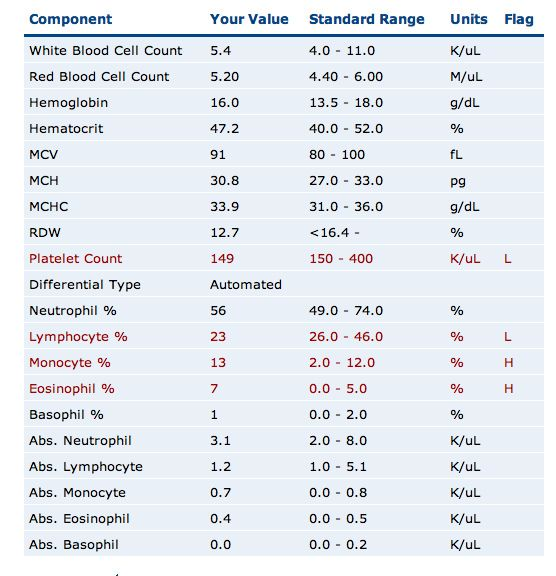 Component Your Value Standard Range Units Flag
White Blood Cell Count 5.4 4.0 - 11.0 K/uL
Red Blood Cell Count 5.20 4.40 - 6.00 M/uL
Hemoglobin 16.0 13.5 - 18.0 g/dL
Hematocrit 47.2 40.0 - 52.0 %
MCV 91 80 - 100 fL
MCH 30.8 27.0 - 33.0 pg
MCHC 33.9 31.0 - 36.0 g/dL
RDW 12.7 <16.4 - %
Platelet Count 149 150 - 400 K/uL L
Differential Type Automated
Neutrophil % 56 49.0 - 74.0 %
Lymphocyte % 23 26.0 - 46.0 % L
Monocyte % 13 2.0 - 12.0 % H
Eosinophil % 7 0.0 - 5.0 % H
Basophil % 1 0.0 - 2.0 %
Abs. Neutrophil 3.1 2.0 - 8.0 K/uL
Abs. Lymphocyte 1.2 1.0 - 5.1 K/uL
Abs. Monocyte 0.7 0.0 - 0.8 K/uL
Abs. Eosinophil 0.4 0.0 - 0.5 K/uL
Abs. Basophil 0.0 0.0 - 0.2 K/uL